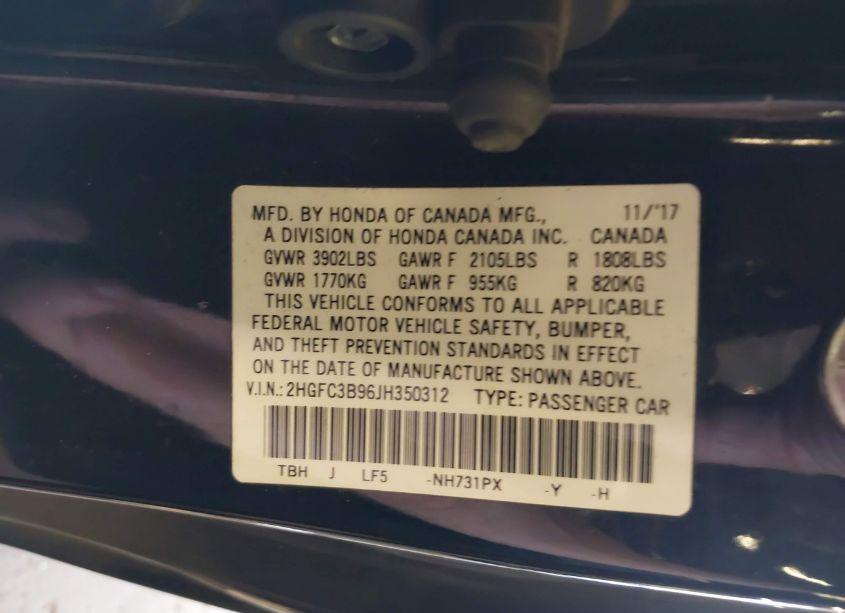 MFD. BY HONDA OF CANADA MFG., 11/'17
A DIVISION OF HONDA CANADA INC. CANADA
GVWR 3902LBS GAWR F 2105LBS R 1808LBS
GVWR 1770KG GAWR F 955KG R 820KG
THIS VEHICLE CONFORMS TO ALL APPLICABLE
FEDERAL MOTOR VEHICLE SAFETY, BUMPER,
AND THEFT PREVENTION STANDARDS IN EFFECT
ON THE DATE OF MANUFACTURE SHOWN ABOVE.
V.I.N.: 2HGFC3B96JH350312 TYPE: PASSENGER CAR
TBH J LF5 -NH731PX -Y -H